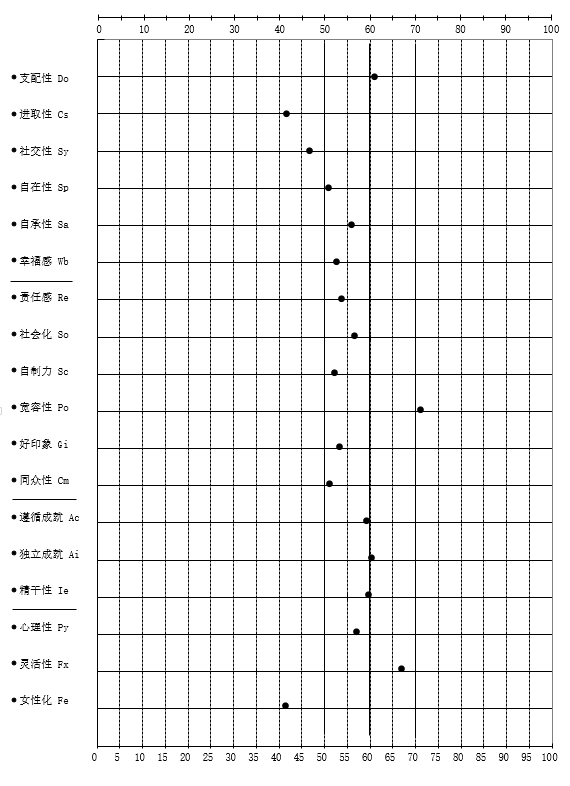 0 10 20 30 40 50 60 70 80 90 100
● 支配性 Do
● 进取性 Cs
● 社交性 Sy
● 自在性 Sp
● 自承性 Sa
● 幸福感 Wb
● 责任感 Re
● 社会化 So
● 自制力 Sc
● 宽容性 Po
● 好印象 Gi
● 同众性 Cm
● 遵循成就 Ac
● 独立成就 Ai
● 精干性 Ie
● 心理性 Py
● 灵活性 Fx
● 女性化 Fe
0 5 10 15 20 25 30 35 40 45 50 55 60 65 70 75 80 85 90 95 100